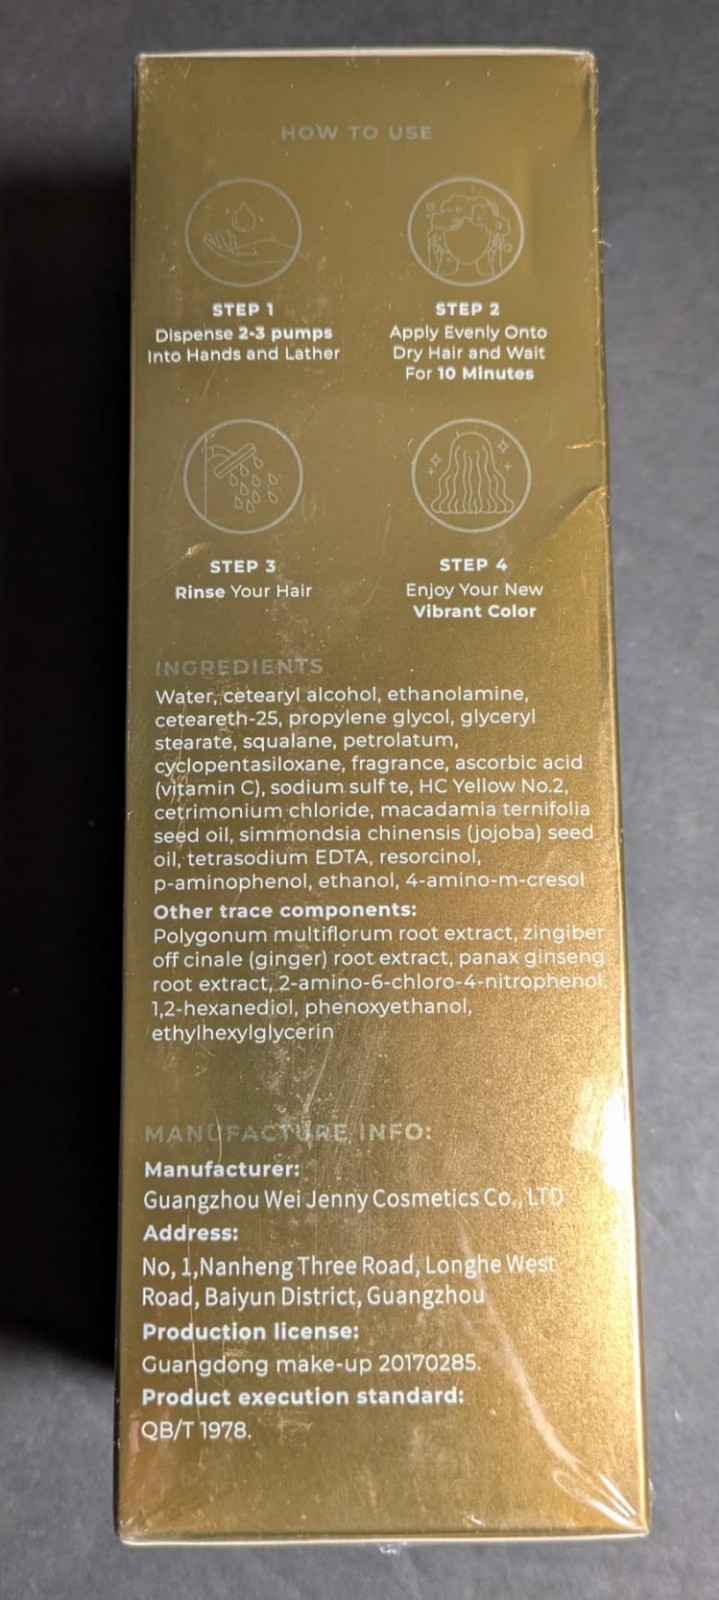 HOW TO USE
STEP 1
Dispense 2-3 pumps
Into Hands and Lather
STEP 2
Apply Evenly Onto
Dry Hair and Wait
For 10 Minutes
STEP 3
Rinse Your Hair
STEP 4
Enjoy Your New
Vibrant Color
INGREDIENTS
Water, cetearyl alcohol, ethanolamine,
ceteareth-25, propylene glycol, glyceryl
stearate, squalane, petrolatum,
cyclopentasiloxane, fragrance, ascorbic acid
(vitamin C), sodium sulf te, HC Yellow No.2,
cetrimonium chloride, macadamia ternifolia
seed oil, simmondsia chinensis (jojoba) seed
oil, tetrasodium EDTA, resorcinol,
p-aminophenol, ethanol, 4-amino-m-cresol
Other trace components:
Polygonum multiflorum root extract, zingiber
off cinale (ginger) root extract, panax ginseng
root extract, 2-amino-6-chloro-4-nitrophenol,
1,2-hexanediol, phenoxyethanol,
ethylhexylglycerin
MANUFACTURE INFO:
Manufacturer:
Guangzhou Wei Jenny Cosmetics Co., LTD
Address:
No, 1,Nanheng Three Road, Longhe West
Road, Baiyun District, Guangzhou
Production license:
Guangdong make-up 20170285.
Product execution standard:
QB/T 1978.